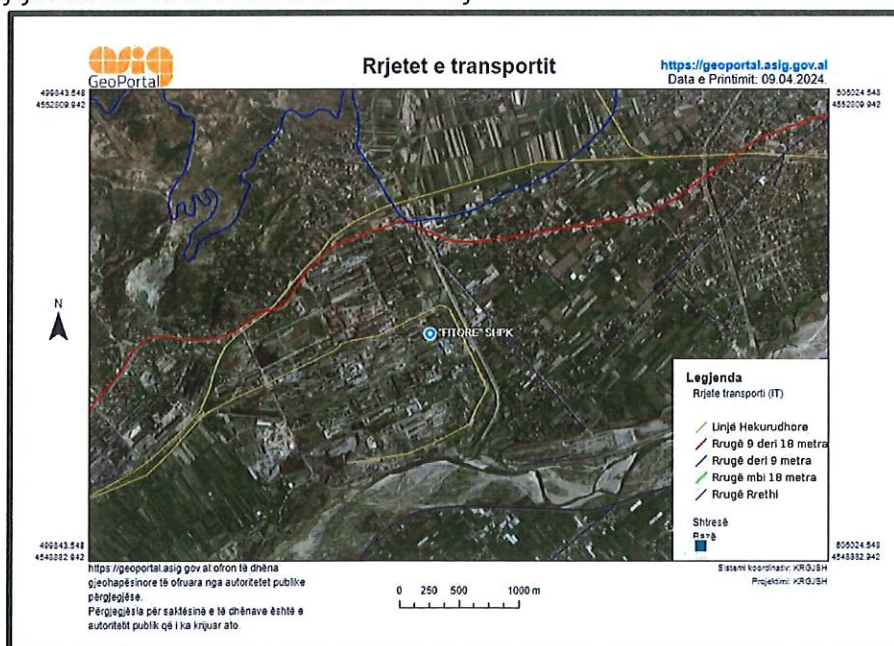 asig
GeoPortal
Rrjetet e transportit
https://geoportal.asig.gov.al
Data e Printimit: 09.04.2024.
499843.548
4552809.942
506024.548
4552809.942
N
"FITORE" SHPK
Legjenda
Rrjete transporti (IT)
Linjë Hekurudhore
Rrugë 9 deri 18 metra
Rrugë deri 9 metra
Rrugë mbi 18 metra
Rrugë Rrethi
Shtresë
Bazë
499843.548
4548882.942
506024.548
4548882.942
https://geoportal.asig.gov.al ofron të dhëna
gjeohapësinore të ofruara nga autoritetet publike
përgjegjëse.
Përgjegjësia për saktësinë e të dhënave është e
autoritetit publik që i ka krijuar ato.
0 250 500 1000 m
Sistemi koordinativ: KRGJSH
Projektimi: KRGJSH